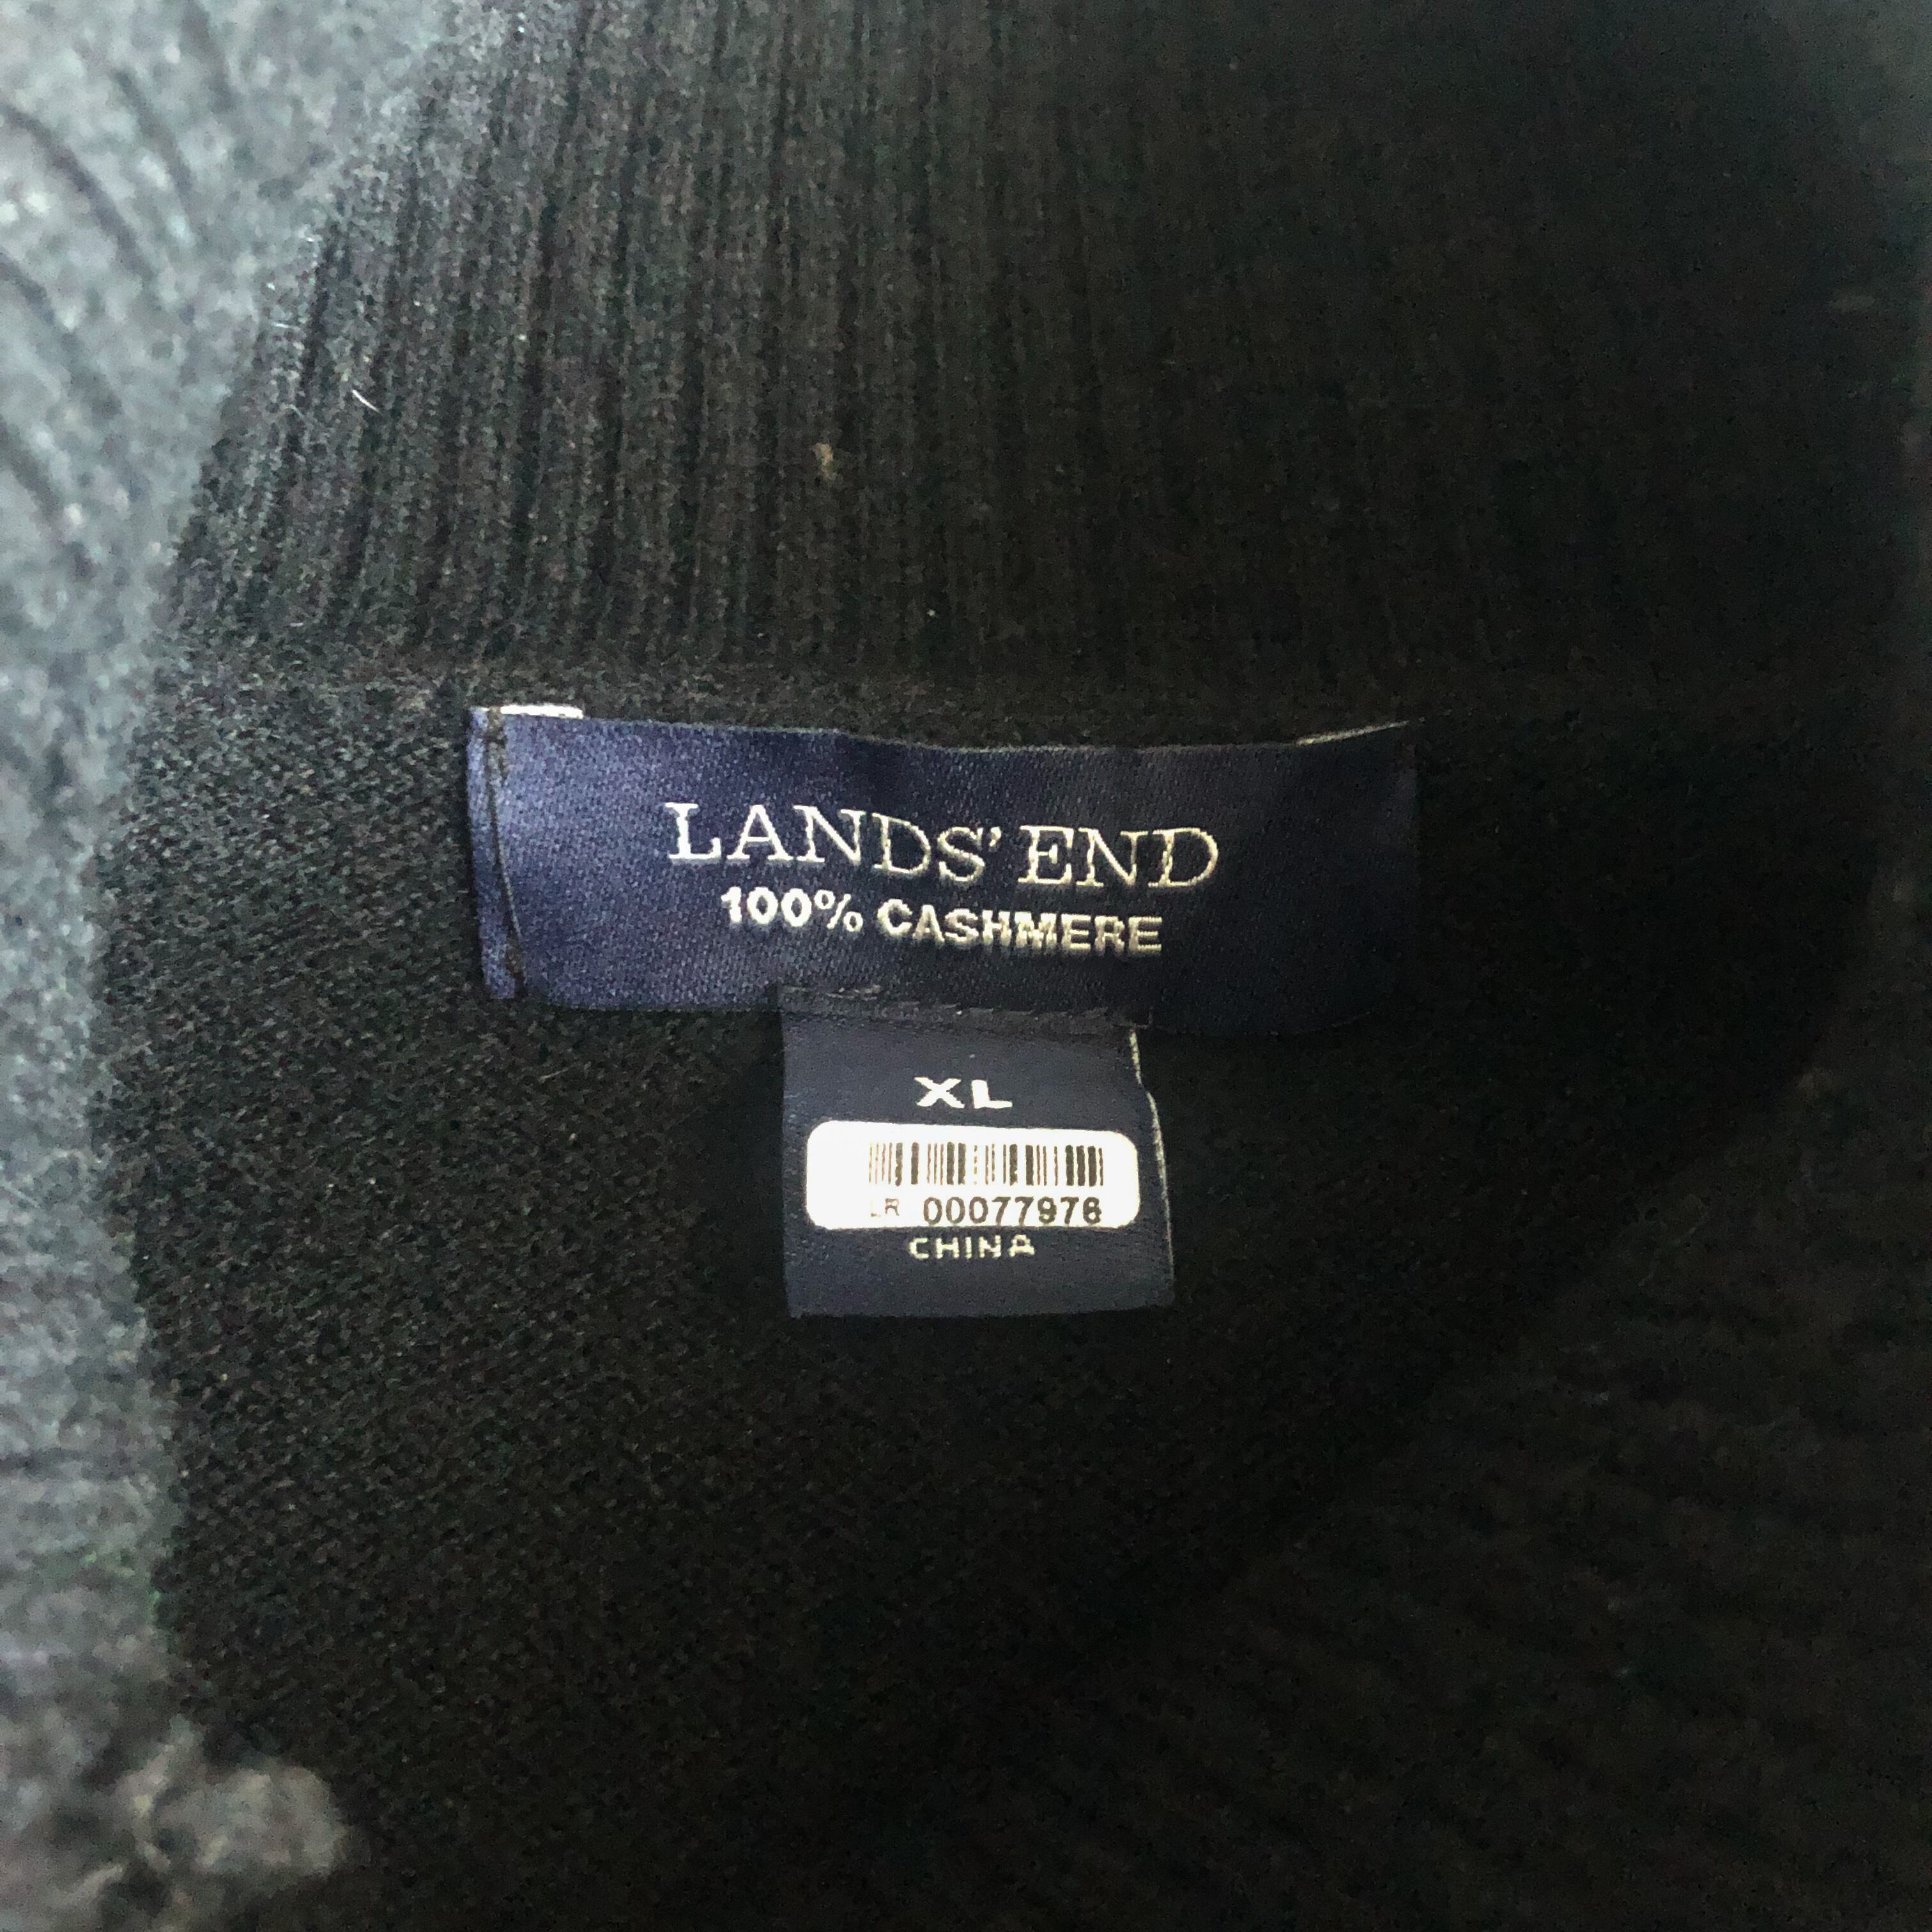 LANDS' END
100% CASHMERE
XL
LR 00077976
CHINA